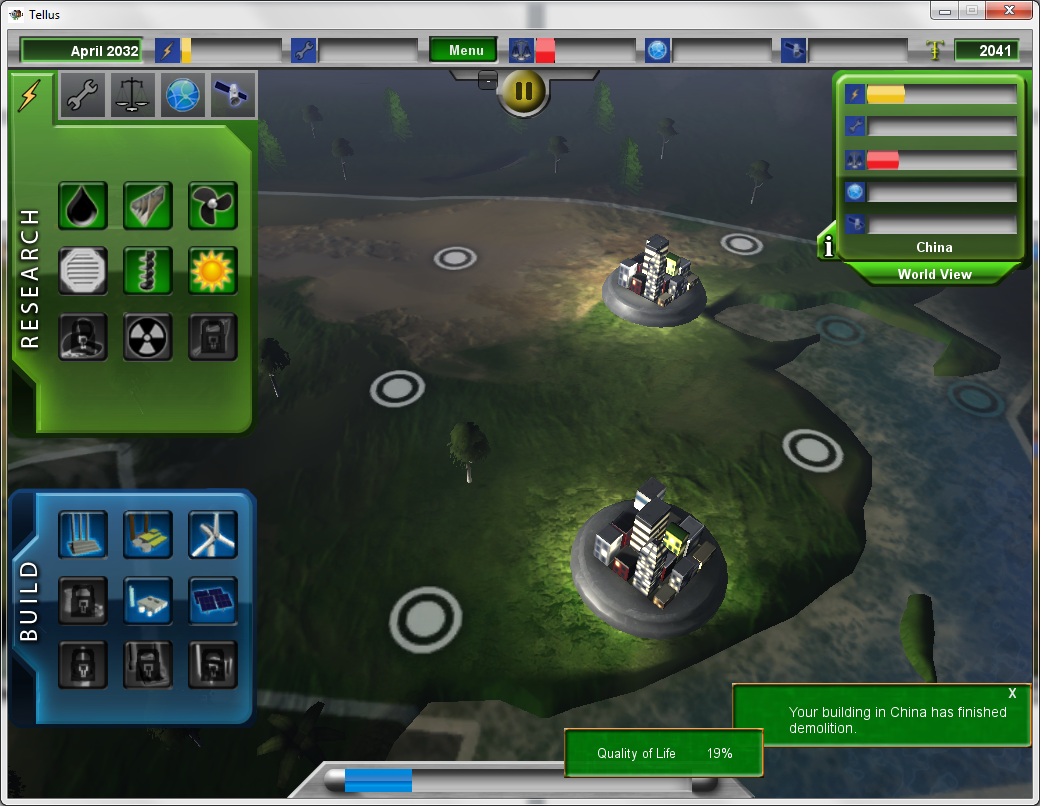 Tellus
April 2032
Menu
2041
RESEARCH
i
China
World View
BUILD
X
Your building in China has finished
demolition.
Quality of Life 19%